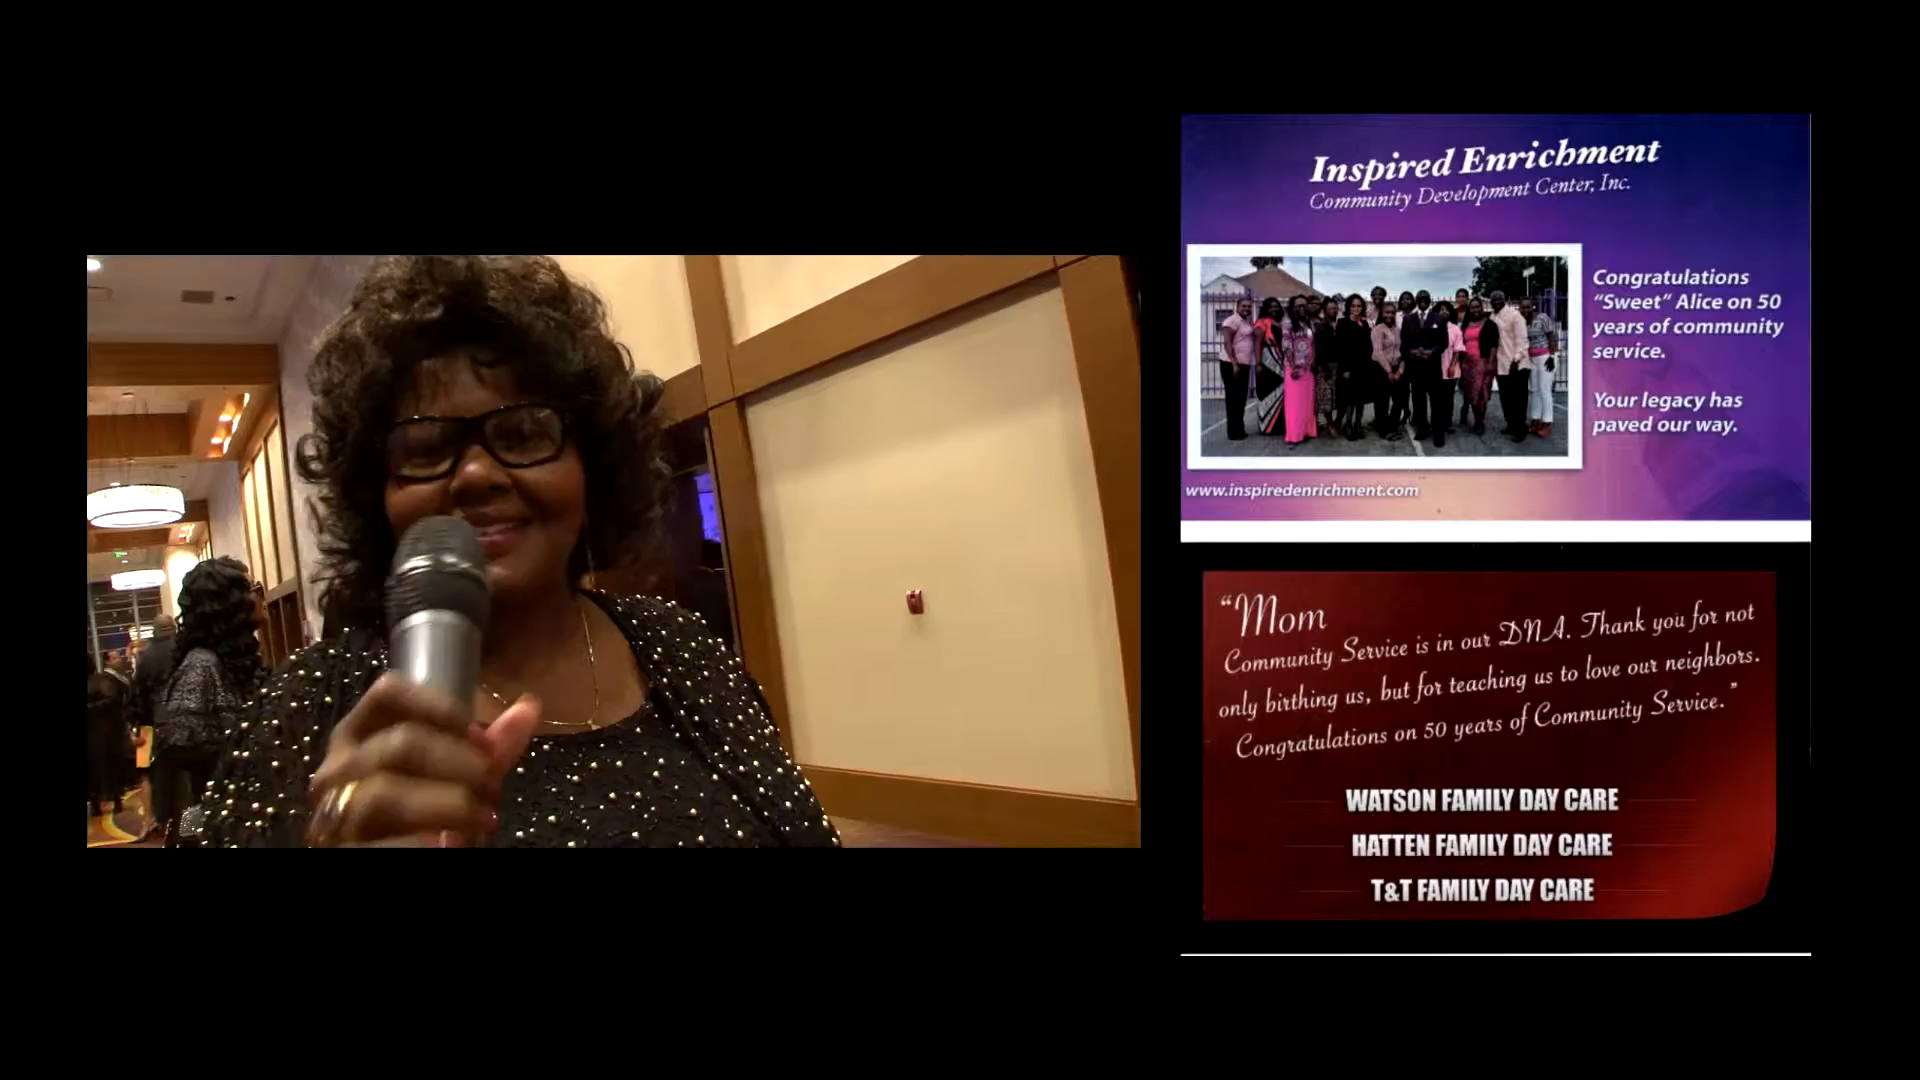 Inspired Enrichment
Community Development Center, Inc.
Congratulations
“Sweet” Alice on 50
years of community
service.
Your legacy has
paved our way.
www.inspiredenrichment.com
“Mom
Community Service is in our DNA. Thank you for not
only birthing us, but for teaching us to love our neighbors.
Congratulations on 50 years of Community Service.”
WATSON FAMILY DAY CARE
HATTEN FAMILY DAY CARE
T&T FAMILY DAY CARE